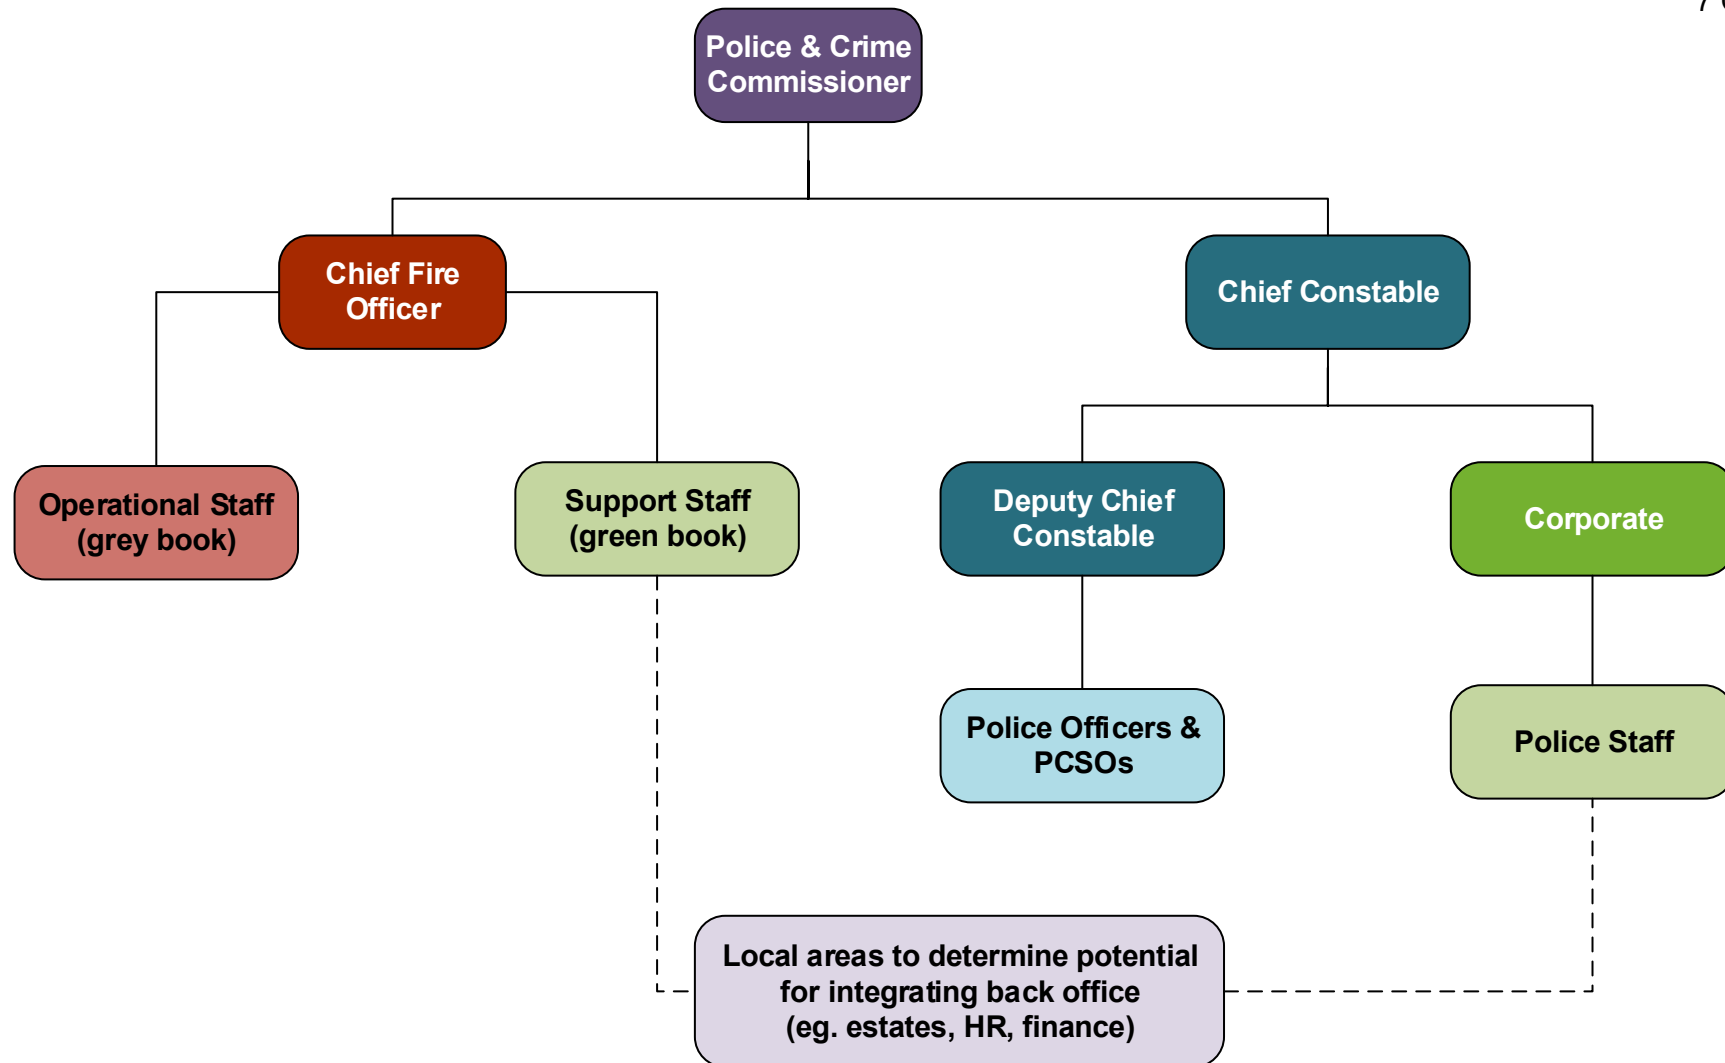 Police & Crime
Commissioner
Chief Fire
Officer
Chief Constable
Operational Staff
(grey book)
Support Staff
(green book)
Deputy Chief
Constable
Corporate
Police Officers &
PCSOs
Police Staff
Local areas to determine potential
for integrating back office
(eg. estates, HR, finance)